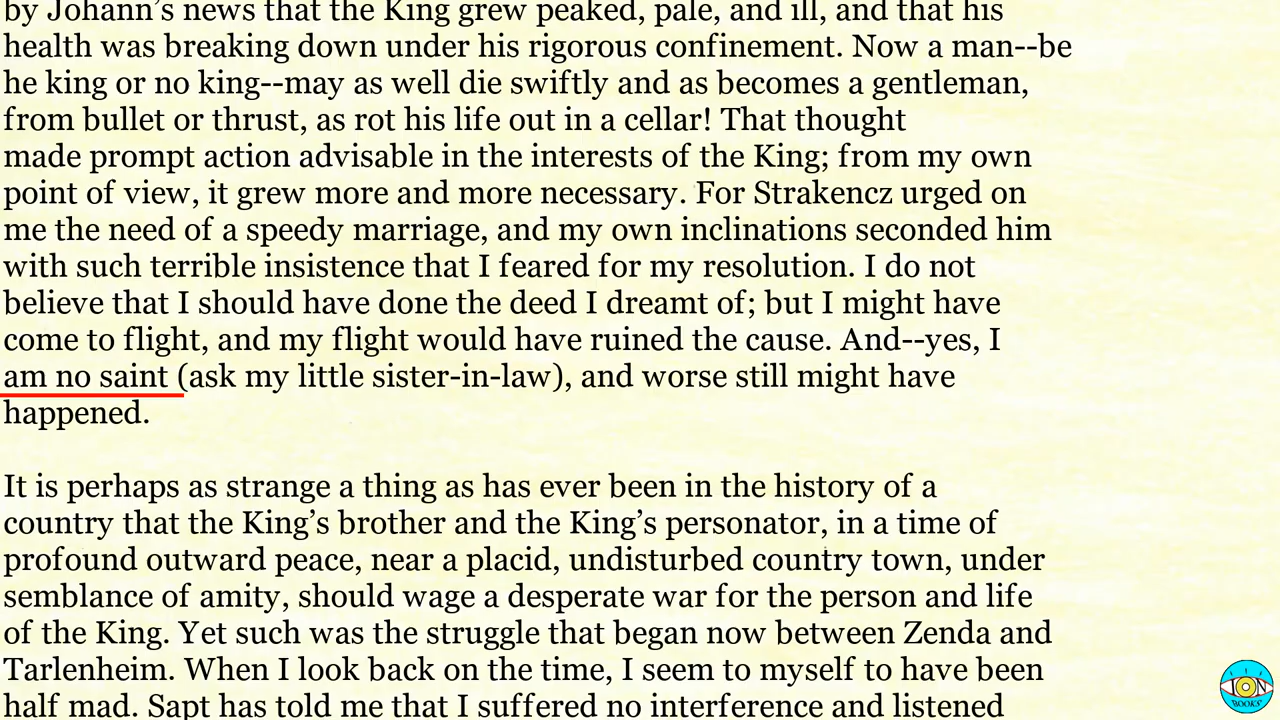 by Johann’s news that the King grew peaked, pale, and ill, and that his
health was breaking down under his rigorous confinement. Now a man--be
he king or no king--may as well die swiftly and as becomes a gentleman,
from bullet or thrust, as rot his life out in a cellar! That thought
made prompt action advisable in the interests of the King; from my own
point of view, it grew more and more necessary. For Strakencz urged on
me the need of a speedy marriage, and my own inclinations seconded him
with such terrible insistence that I feared for my resolution. I do not
believe that I should have done the deed I dreamt of; but I might have
come to flight, and my flight would have ruined the cause. And--yes, I
am no saint (ask my little sister-in-law), and worse still might have
happened.
It is perhaps as strange a thing as has ever been in the history of a
country that the King’s brother and the King’s personator, in a time of
profound outward peace, near a placid, undisturbed country town, under
semblance of amity, should wage a desperate war for the person and life
of the King. Yet such was the struggle that began now between Zenda and
Tarlenheim. When I look back on the time, I seem to myself to have been
half mad. Sapt has told me that I suffered no interference and listened
ION
BOOKS